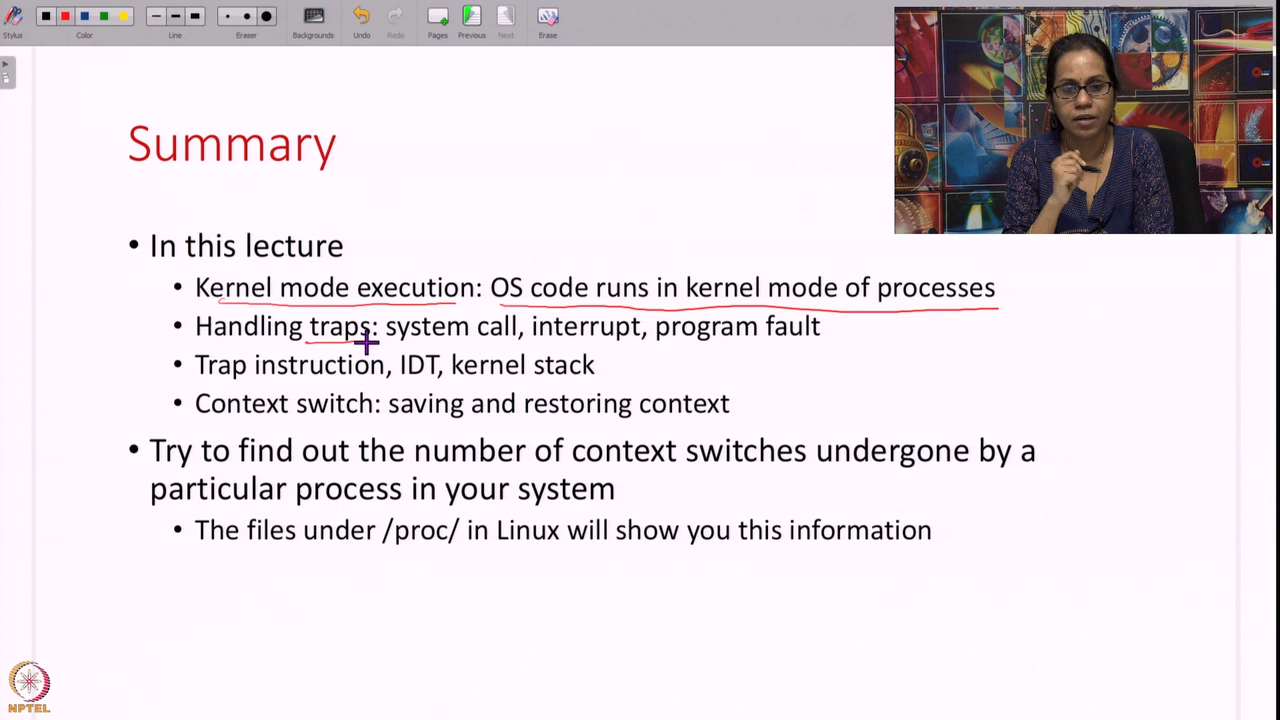 Stylus
Color
Line
Eraser
Backgrounds
Undo
Redo
Pages
Previous
Next
Erase
Summary
• In this lecture
• Kernel mode execution: OS code runs in kernel mode of processes
• Handling traps: system call, interrupt, program fault
• Trap instruction, IDT, kernel stack
• Context switch: saving and restoring context
• Try to find out the number of context switches undergone by a
particular process in your system
• The files under /proc/ in Linux will show you this information
NPTEL